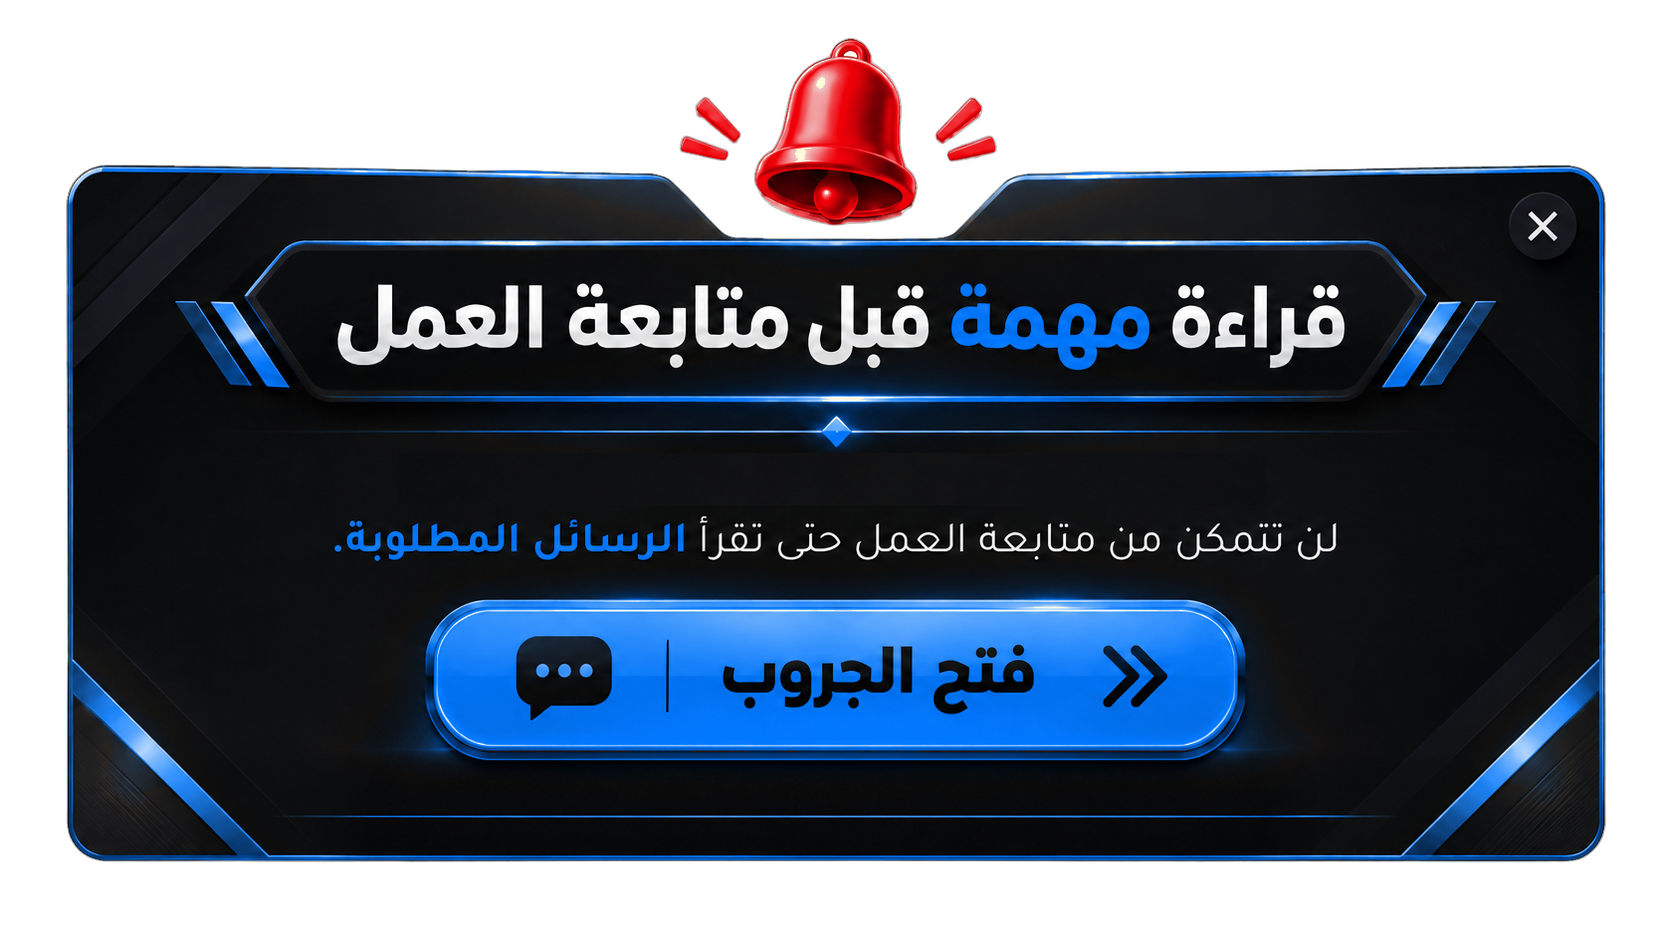 قراءة مهمة قبل متابعة العمل
لن تتمكن من متابعة العمل حتى تقرأ الرسائل المطلوبة.
فتح الجروب